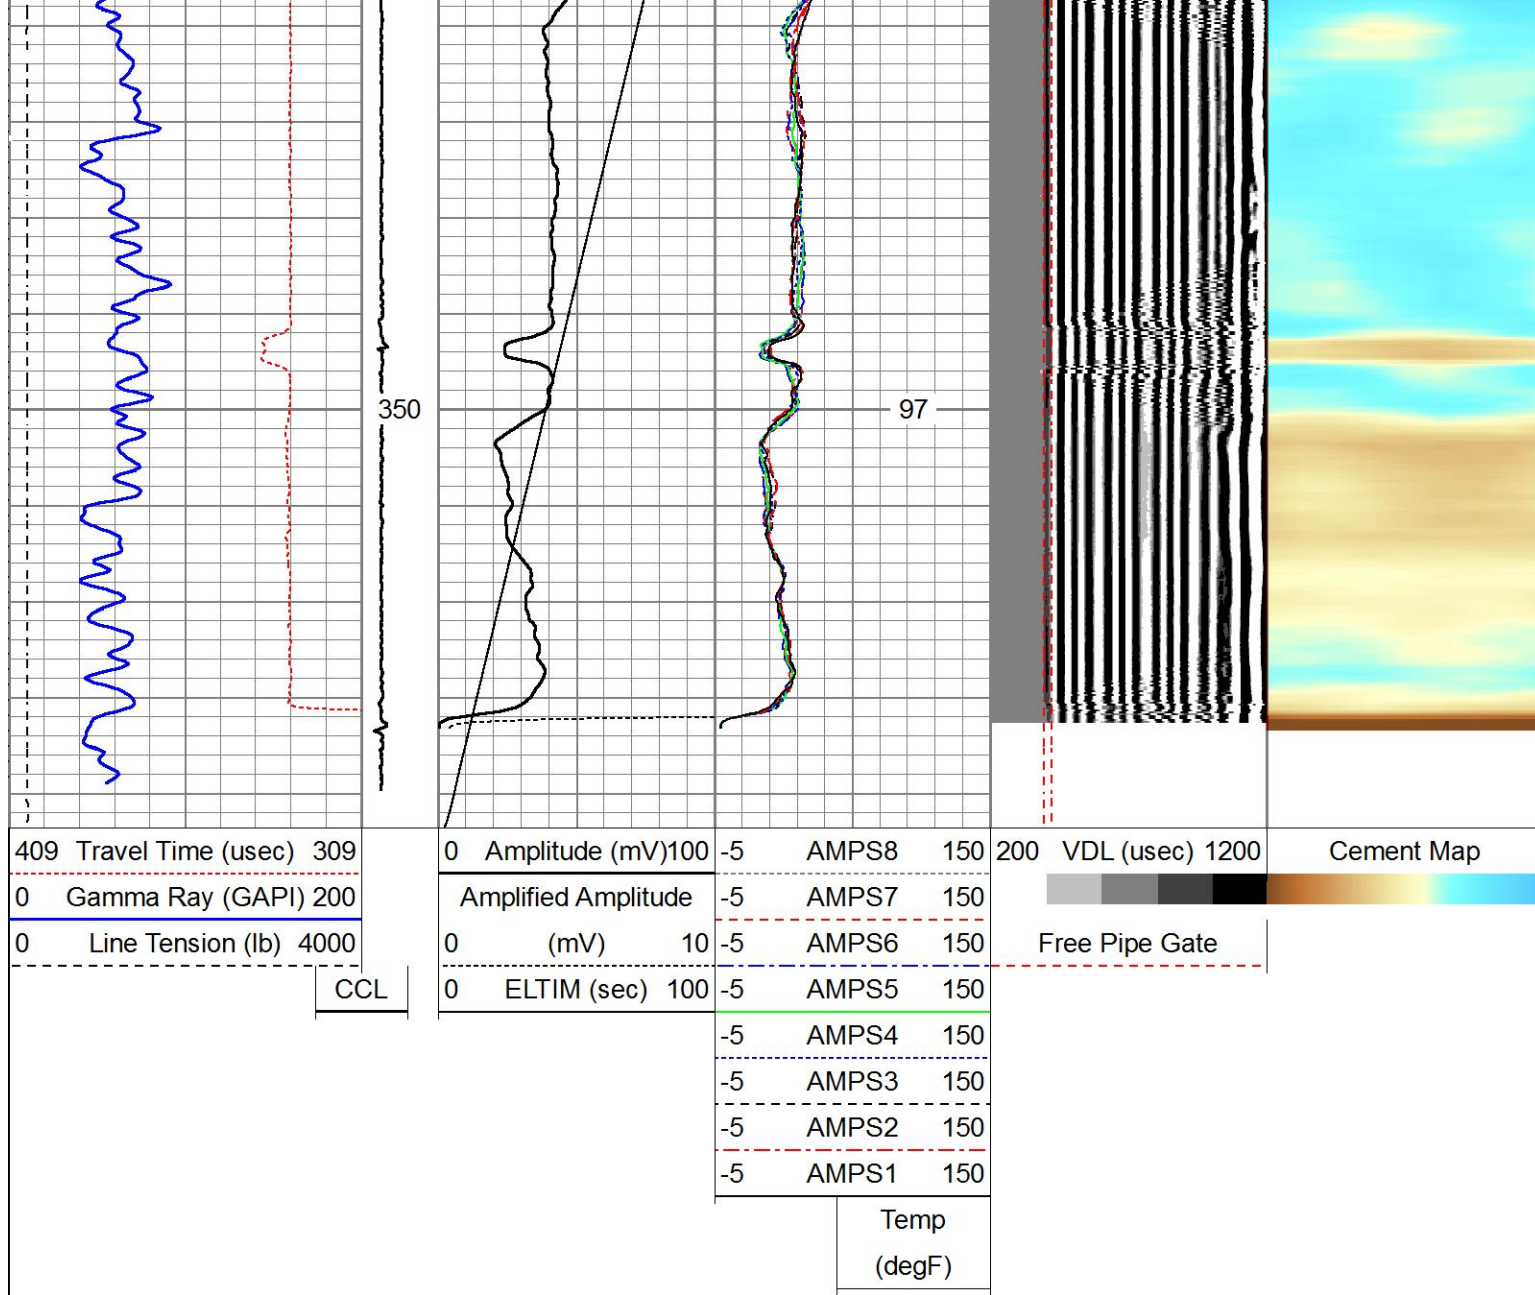 350
97
409 Travel Time (usec) 309
0 Gamma Ray (GAPI) 200
0 Line Tension (lb) 4000
CCL
0 Amplitude (mV)100
Amplified Amplitude
0 (mV) 10
0 ELTIM (sec) 100
-5 AMPS8 150
-5 AMPS7 150
-5 AMPS6 150
-5 AMPS5 150
-5 AMPS4 150
-5 AMPS3 150
-5 AMPS2 150
-5 AMPS1 150
Temp
(degF)
200 VDL (usec) 1200
Free Pipe Gate
Cement Map